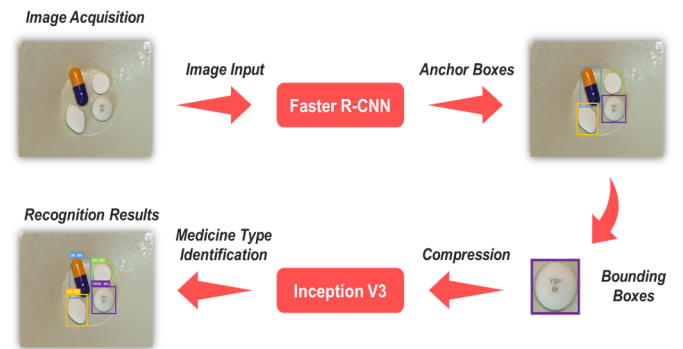 Image Acquisition
Image Input
Faster R-CNN
Anchor Boxes
Bounding
Boxes
Compression
Inception V3
Medicine Type
Identification
Recognition Results